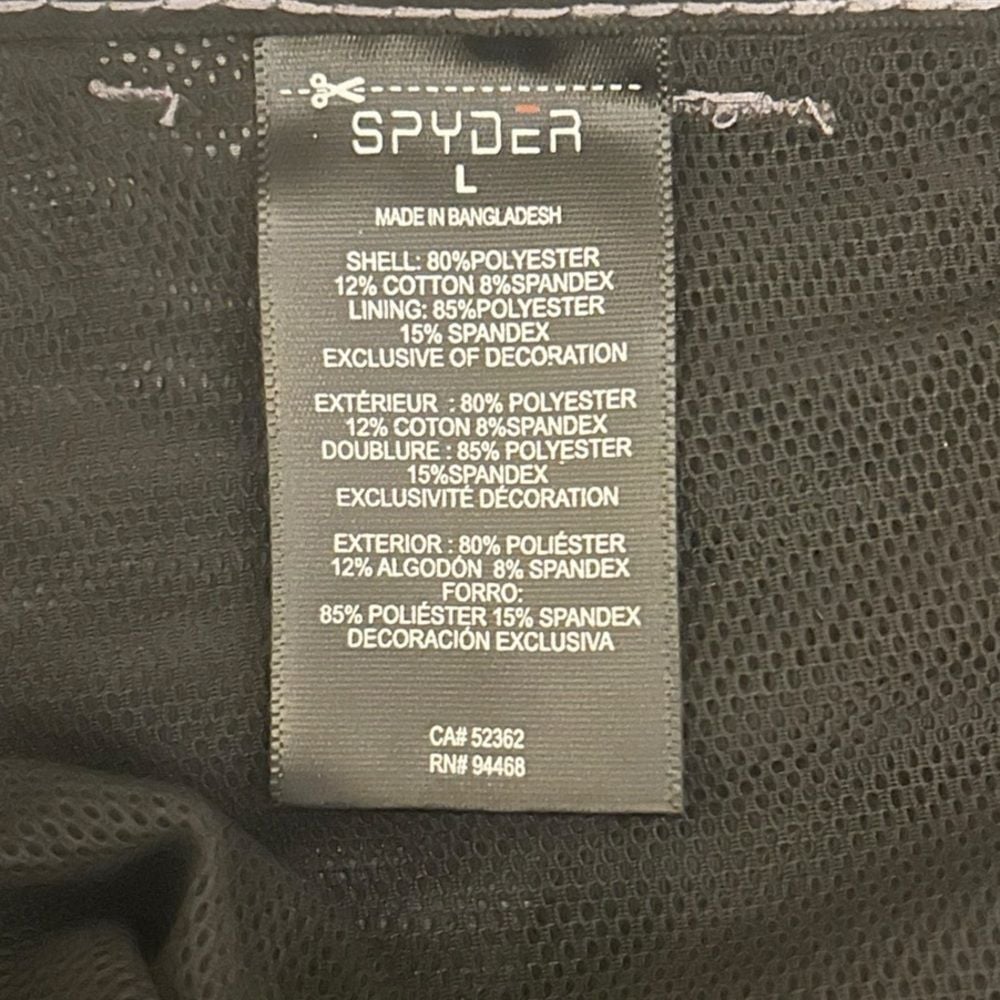 SPYDER
L
MADE IN BANGLADESH
SHELL: 80%POLYESTER
12% COTTON 8%SPANDEX
LINING: 85%POLYESTER
15% SPANDEX
EXCLUSIVE OF DECORATION
EXTÉRIEUR : 80% POLYESTER
12% COTON 8%SPANDEX
DOUBLURE : 85% POLYESTER
15%SPANDEX
EXCLUSIVITÉ DÉCORATION
EXTERIOR : 80% POLIÉSTER
12% ALGODÓN 8% SPANDEX
FORRO:
85% POLIÉSTER 15% SPANDEX
DECORACIÓN EXCLUSIVA
CA# 52362
RN# 94468